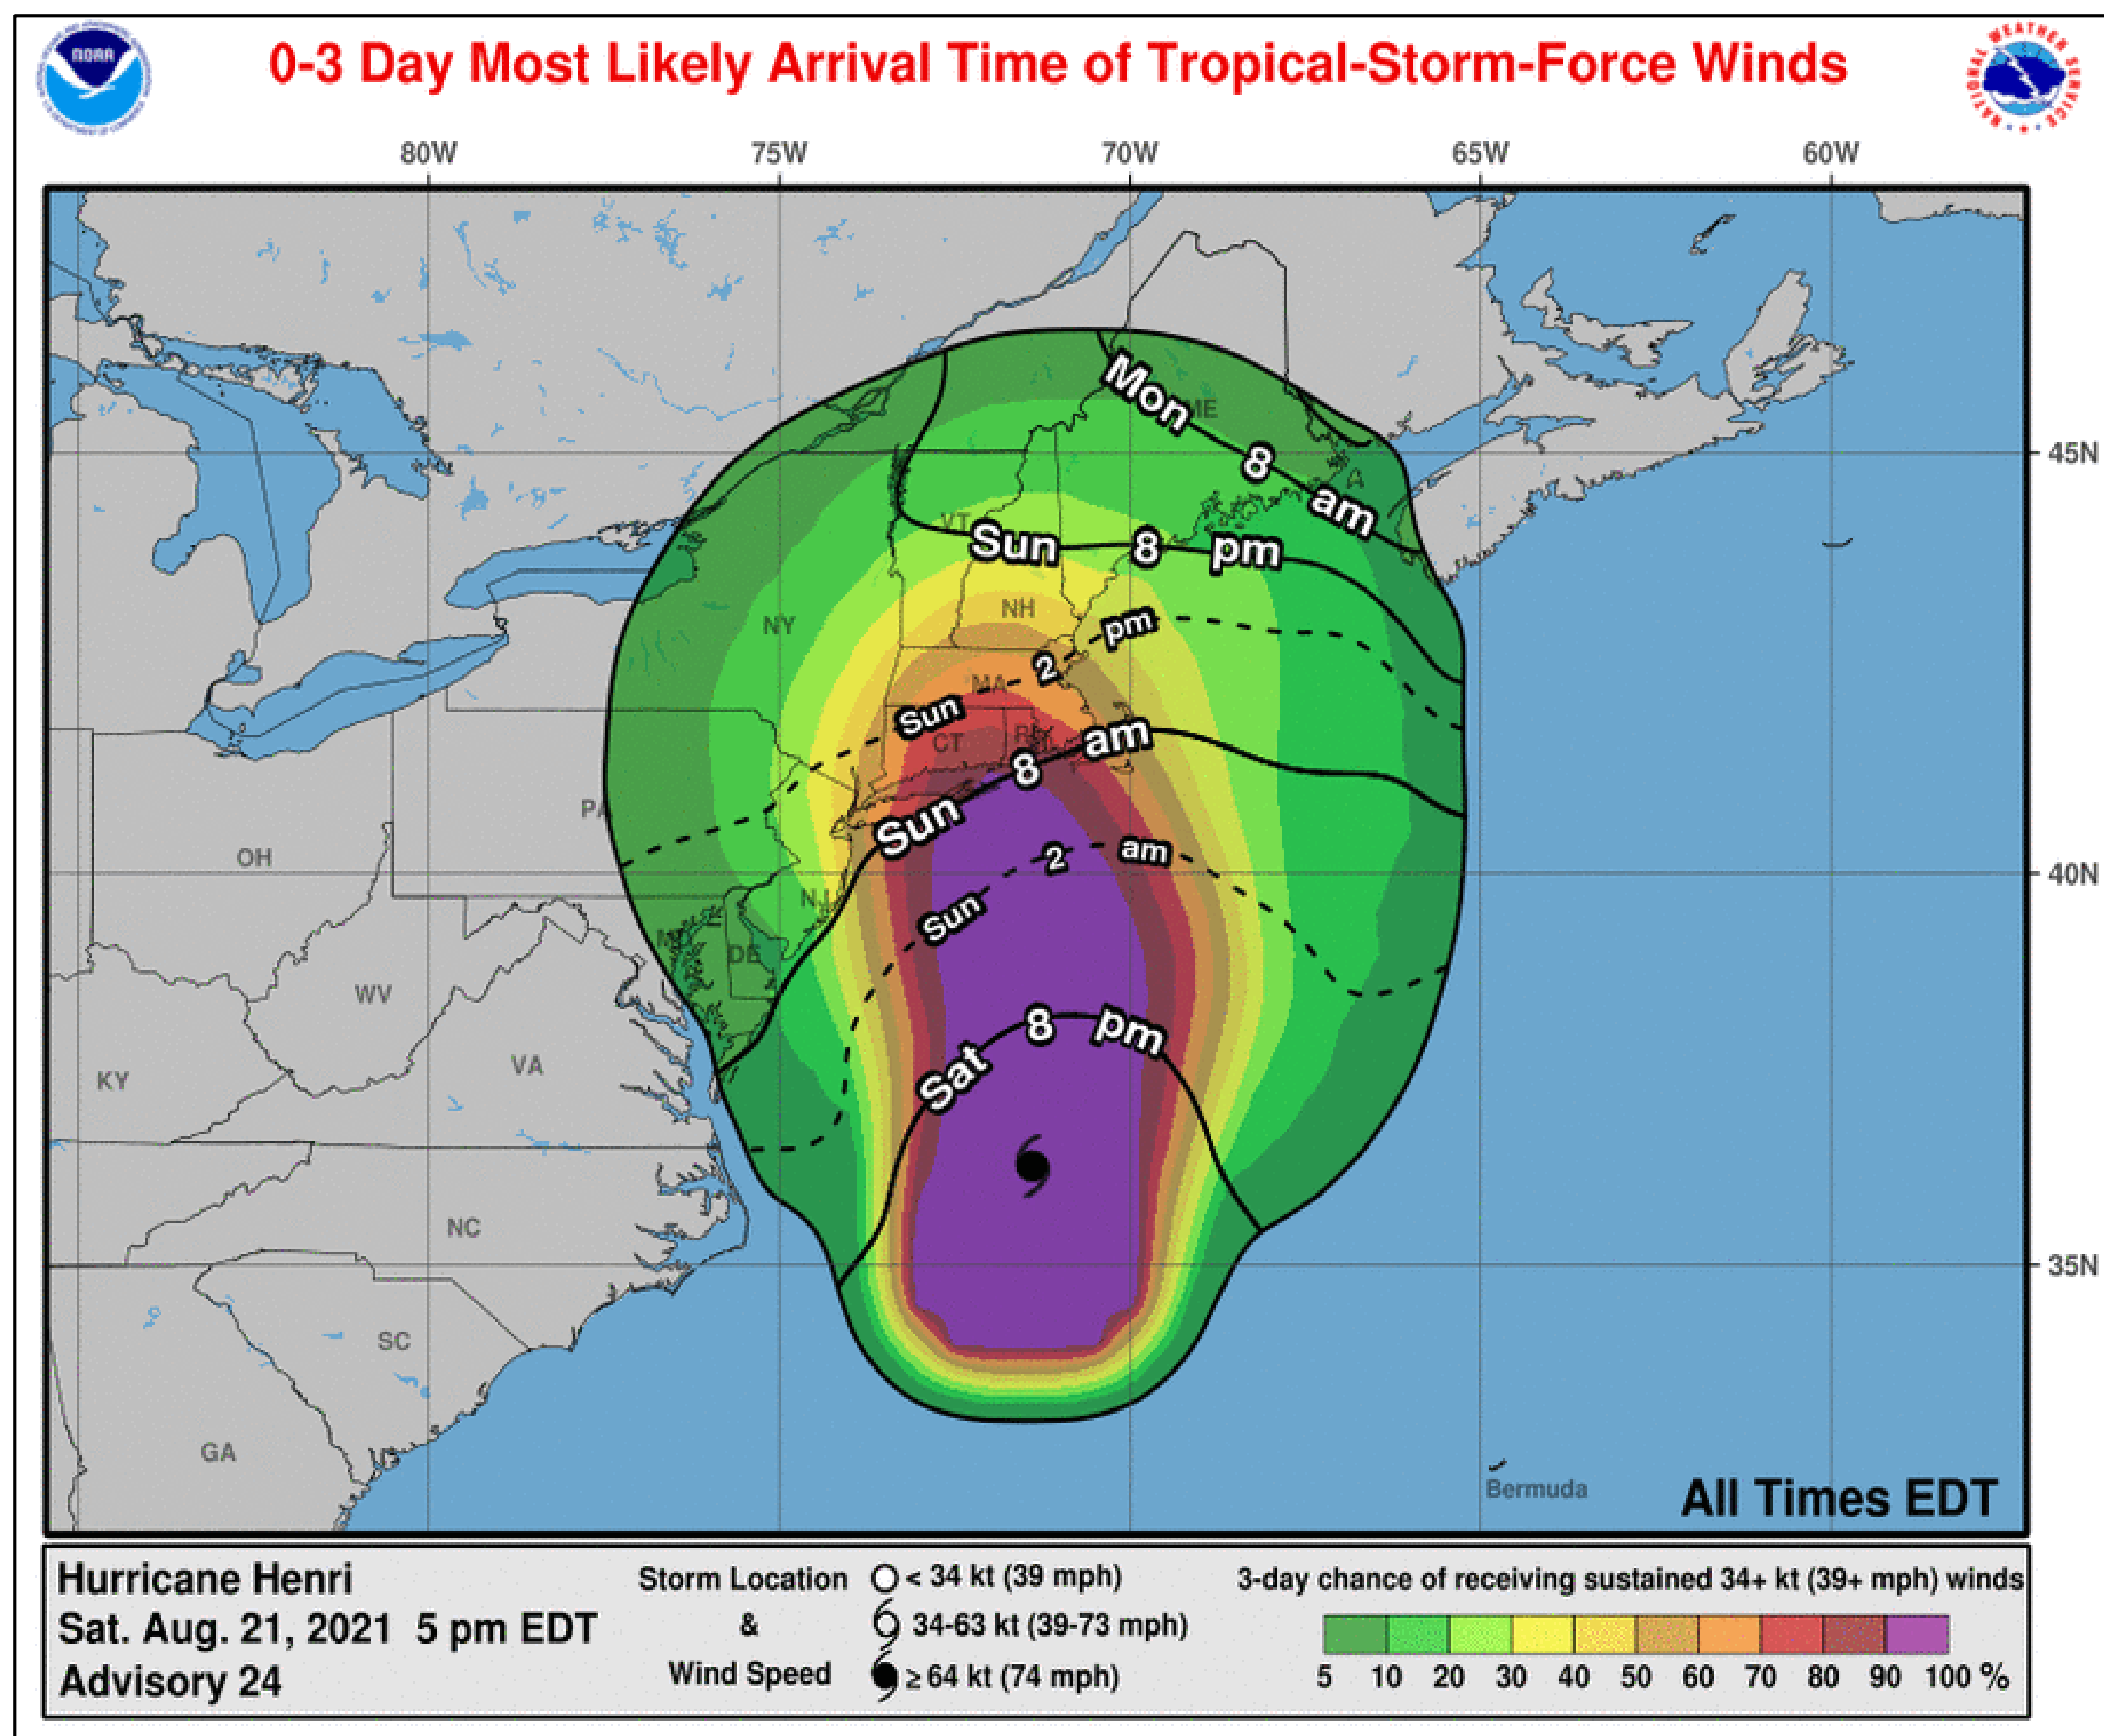 NOAA
0-3 Day Most Likely Arrival Time of Tropical-Storm-Force Winds
NATIONAL WEATHER SERVICE
80W 75W 70W 65W 60W
Mon 8 am
ME
45N
VT
Sun 8 pm
NH
NY
pm
Sun 2
MA
CT
Sun 8 am
PA
OH
40N
Sun 2 am
NJ
DE
WV
Sat 8 pm
VA
KY
NC
35N
SC
GA
Bermuda
All Times EDT
Hurricane Henri
Sat. Aug. 21, 2021 5 pm EDT
Advisory 24
Storm Location
&
Wind Speed
< 34 kt (39 mph)
34-63 kt (39-73 mph)
≥ 64 kt (74 mph)
3-day chance of receiving sustained 34+ kt (39+ mph) winds
5 10 20 30 40 50 60 70 80 90 100 %